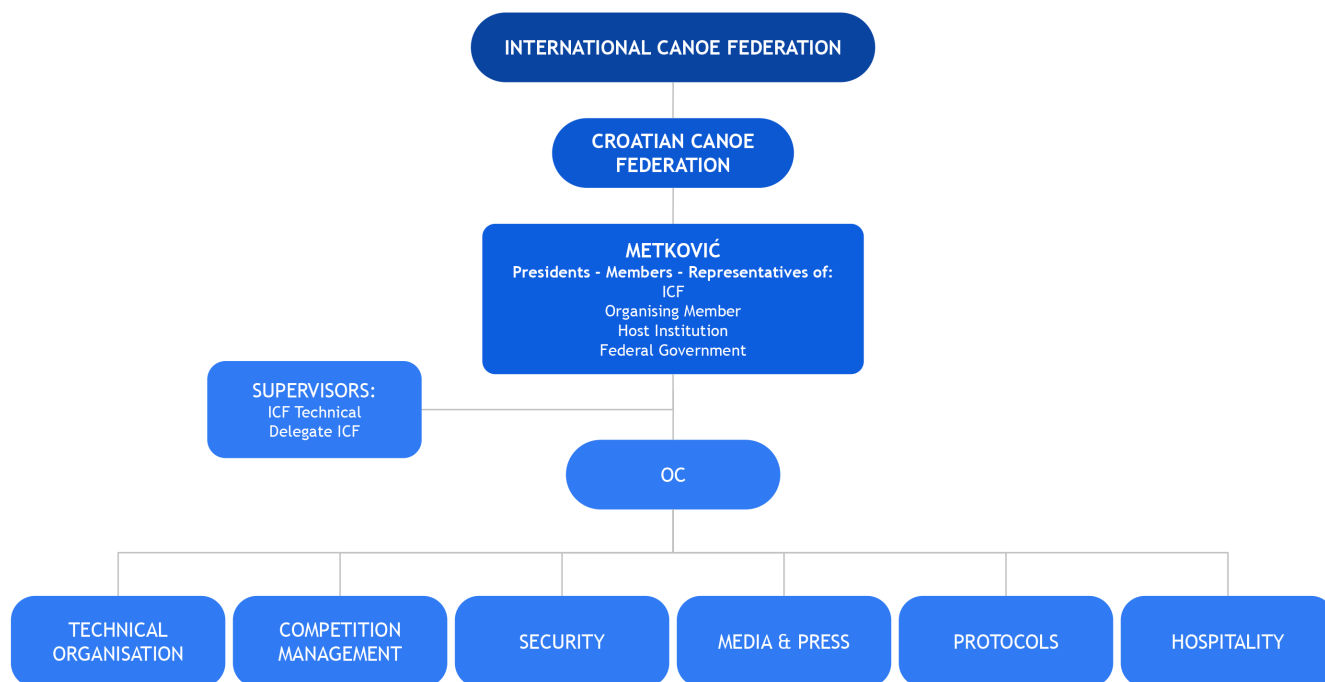 INTERNATIONAL CANOE FEDERATION
CROATIAN CANOE
FEDERATION
METKOVIĆ
Presidents - Members - Representatives of:
ICF
Organising Member
Host Institution
Federal Government
SUPERVISORS:
ICF Technical
Delegate ICF
OC
TECHNICAL
ORGANISATION
COMPETITION
MANAGEMENT
SECURITY
MEDIA & PRESS
PROTOCOLS
HOSPITALITY